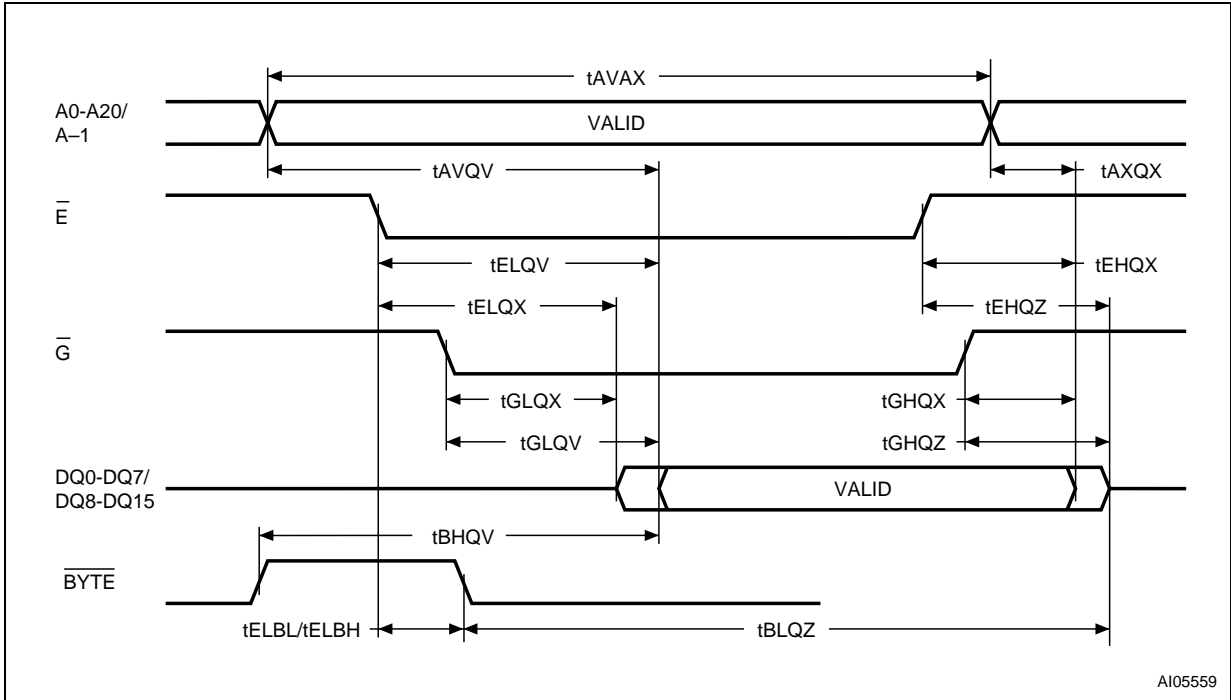 tAVAX
A0-A20/
A–1
VALID
tAVQV
tAXQX
E
tELQV
tEHQX
tELQX
tEHQZ
G
tGLQX
tGHQX
tGLQV
tGHQZ
DQ0-DQ7/
DQ8-DQ15
VALID
tBHQV
BYTE
tELBL/tELBH
tBLQZ
AI05559